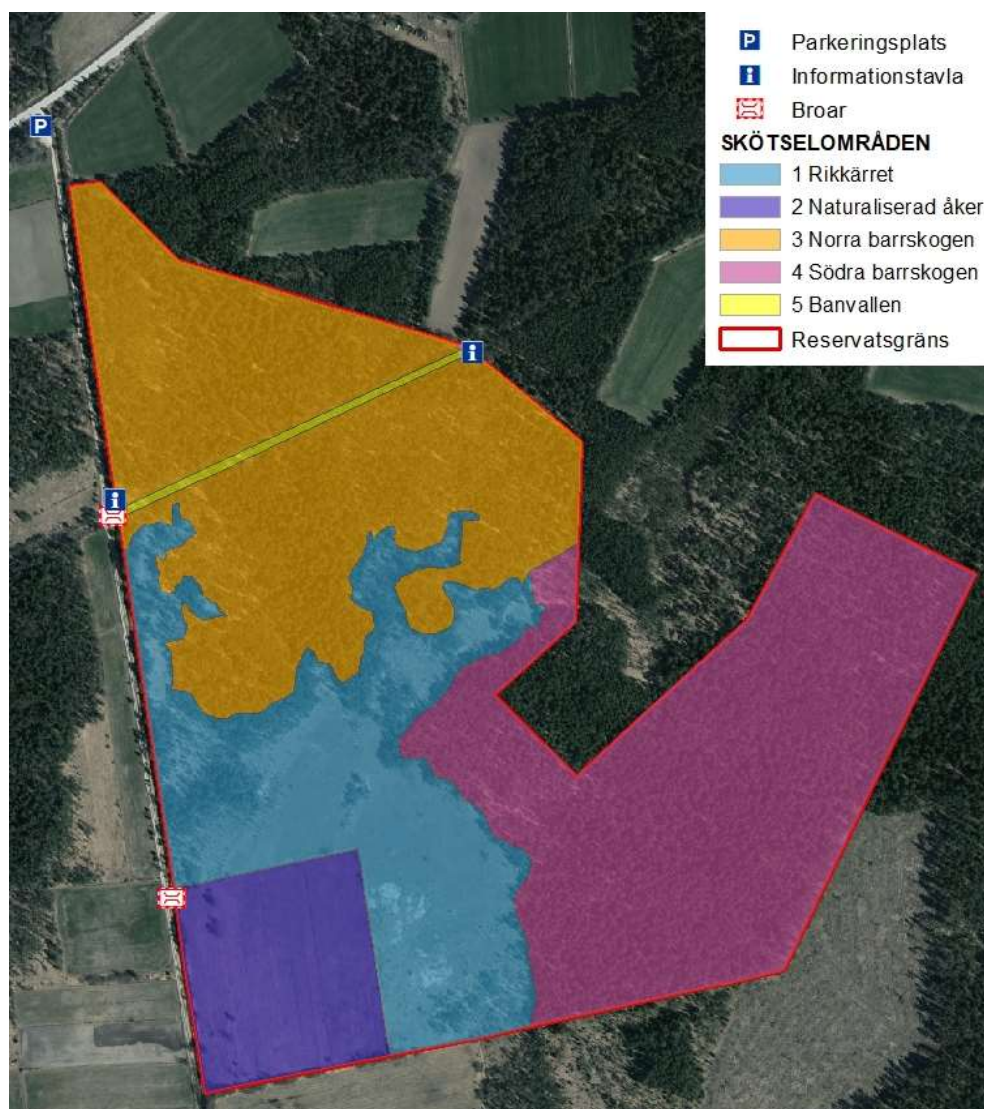 P Parkeringsplats
i Informationstavla
Broar
SKÖTSELOMRÅDEN
1 Rikkärret
2 Naturaliserad åker
3 Norra barrskogen
4 Södra barrskogen
5 Banvallen
Reservatsgräns
P
i
i